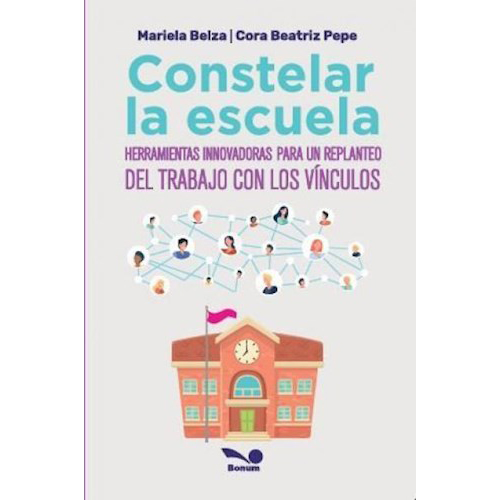 Mariela Belza | Cora Beatriz Pepe
Constelar
la escuela
HERRAMIENTAS INNOVADORAS PARA UN REPLANTEO
DEL TRABAJO CON LOS VÍNCULOS
Bonum